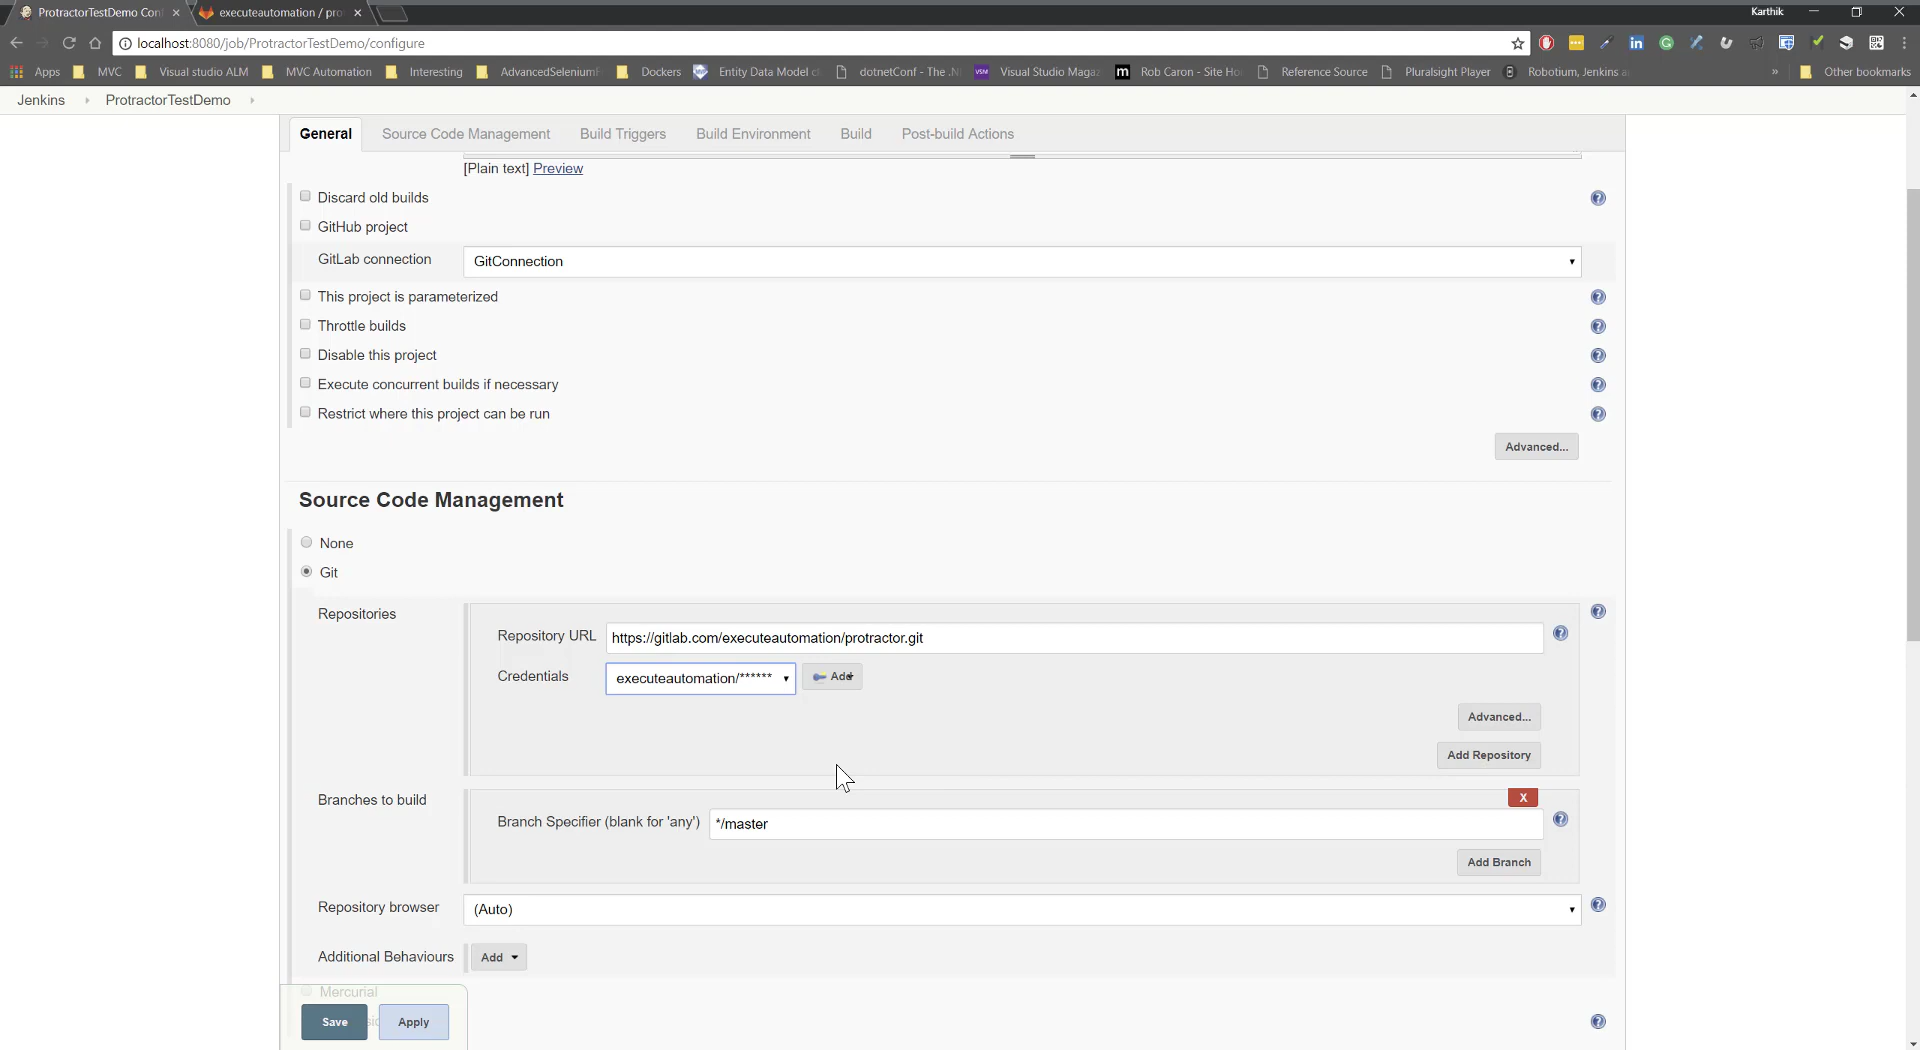 ProtractorTestDemo Con
executeautomation / pro
Karthik
localhost:8080/job/ProtractorTestDemo/configure
Apps MVC Visual studio ALM MVC Automation Interesting AdvancedSeleniumF Dockers Entity Data Model c dotnetConf - The .N Visual Studio Magaz Rob Caron - Site Ho Reference Source Pluralsight Player Robotium, Jenkins a » Other bookmarks
Jenkins ProtractorTestDemo
General Source Code Management Build Triggers Build Environment Build Post-build Actions
[Plain text] Preview
Discard old builds
GitHub project
GitLab connection GitConnection
This project is parameterized
Throttle builds
Disable this project
Execute concurrent builds if necessary
Restrict where this project can be run
Advanced...
Source Code Management
None
Git
Repositories
Repository URL https://gitlab.com/executeautomation/protractor.git
Credentials executeautomation/****** Add
Advanced...
Add Repository
Branches to build
X
Branch Specifier (blank for 'any') */master
Add Branch
Repository browser (Auto)
Additional Behaviours Add
Mercurial
Save Apply